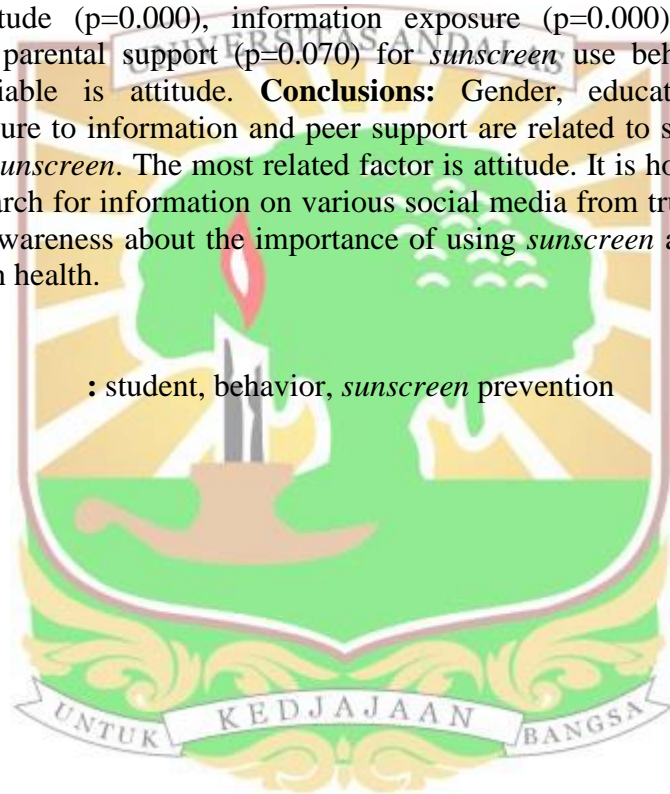 tude (p=0.000), information exposure (p=0.000)
parental support (p=0.070) for sunscreen use beh
UNIVERSITAS ANDALAS
iable is attitude. Conclusions: Gender, educat
ure to information and peer support are related to s
unscreen. The most related factor is attitude. It is ho
arch for information on various social media from tru
wareness about the importance of using sunscreen a
n health.
: student, behavior, sunscreen prevention
UNTUK KEDJAJAAN BANGSA